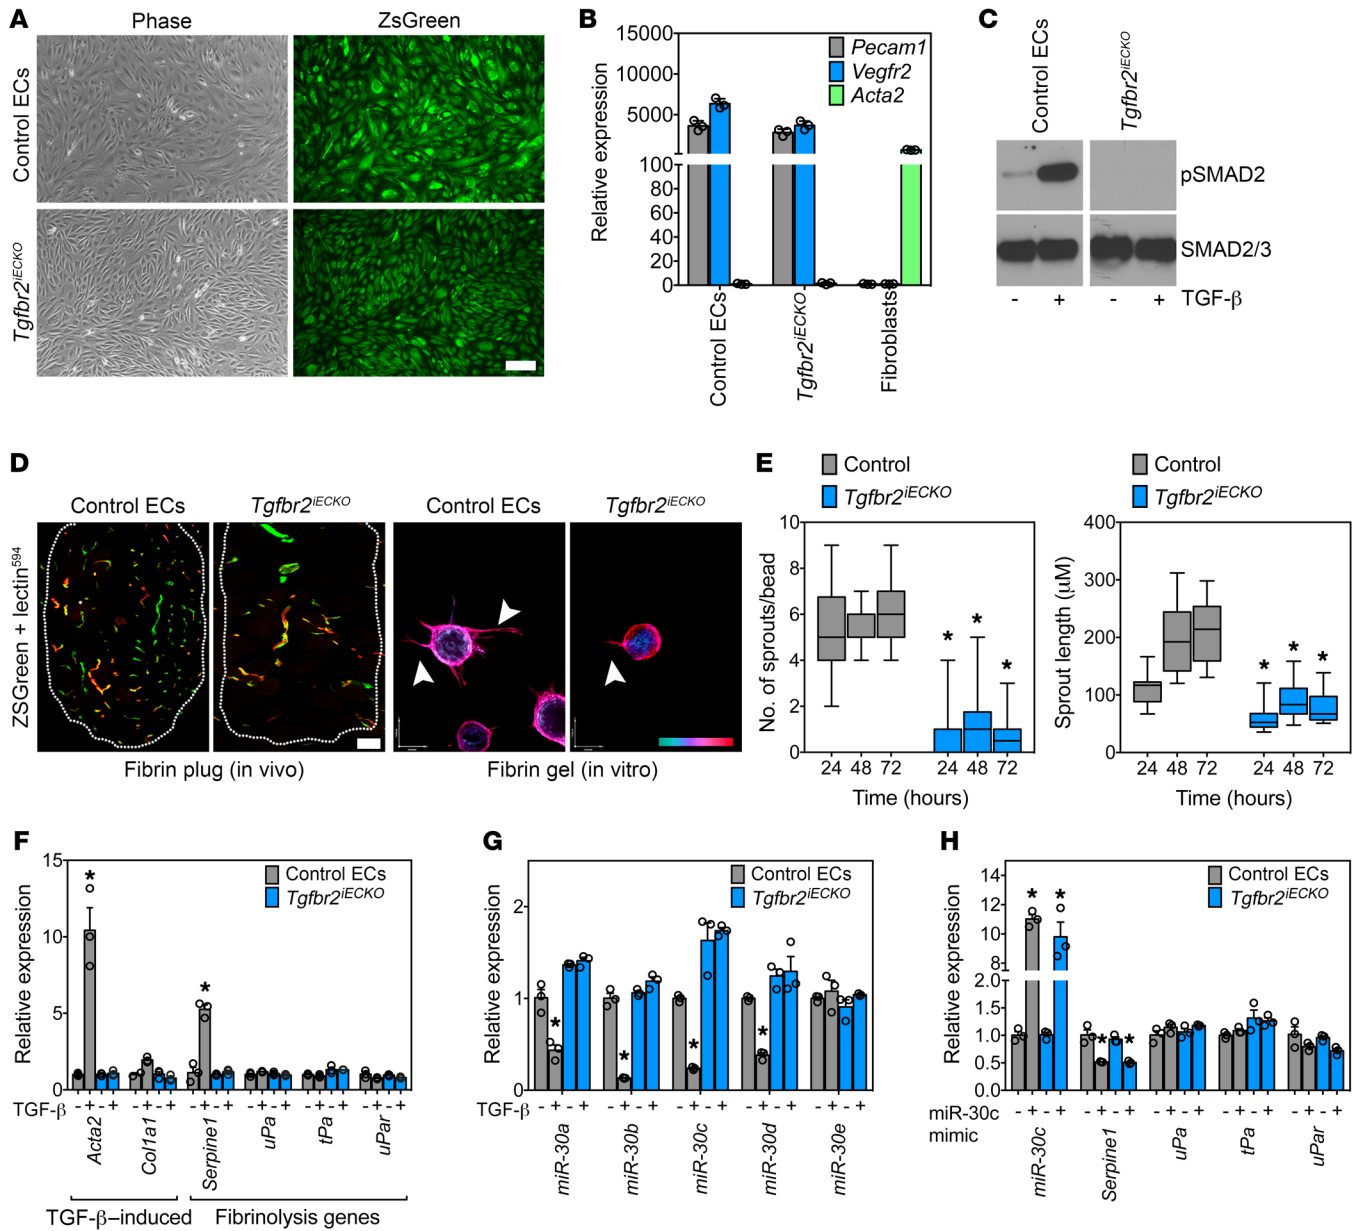 A
Phase
ZsGreen
Control ECs
Tgfbr2iECKO
B
15000
10000
5000
100
80
60
40
20
0
Relative expression
Pecam1
Vegfr2
Acta2
Control ECs
Tgfbr2iECKO
Fibroblasts
C
Control ECs
Tgfbr2iECKO
pSMAD2
SMAD2/3
- + - + TGF-β
D
Control ECs
Tgfbr2iECKO
Control ECs
Tgfbr2iECKO
ZSGreen + lectin594
Fibrin plug (in vivo)
Fibrin gel (in vitro)
E
Control
Tgfbr2iECKO
10
8
6
4
2
0
No. of sprouts/bead
* * *
24 48 72 24 48 72
Time (hours)
Control
Tgfbr2iECKO
400
300
200
100
0
Sprout length (μM)
* * *
24 48 72 24 48 72
Time (hours)
F
15
10
5
0
Relative expression
Control ECs
Tgfbr2iECKO
* *
TGF-β - + - + - + - + - + - + - + - + - + - + - + - +
Acta2
Col1a1
Serpine1
uPa
tPa
uPar
TGF-β–induced
Fibrinolysis genes
G
2
1
0
Relative expression
Control ECs
Tgfbr2iECKO
* * * *
TGF-β - + - + - + - + - + - + - + - + - + - +
miR-30a
miR-30b
miR-30c
miR-30d
miR-30e
H
14
12
10
8
2.0
1.5
1.0
0.5
0.0
Relative expression
Control ECs
Tgfbr2iECKO
* * * *
miR-30c mimic - + - + - + - + - + - + - + - + - + - +
miR-30c
Serpine1
uPa
tPa
uPar